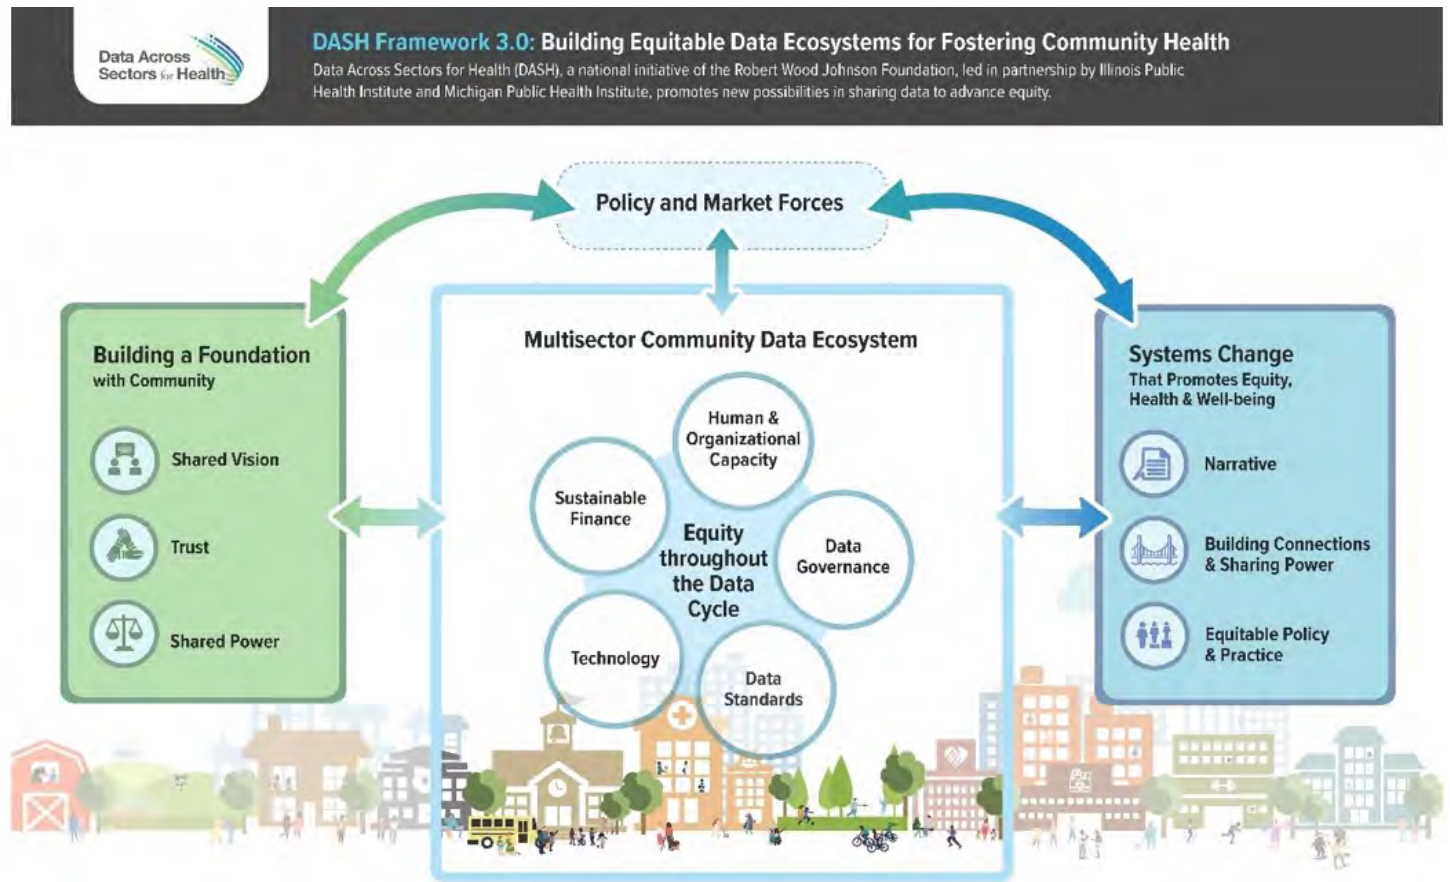 Data Across
Sectors for Health
DASH Framework 3.0: Building Equitable Data Ecosystems for Fostering Community Health
Data Across Sectors for Health (DASH), a national initiative of the Robert Wood Johnson Foundation, led in partnership by Illinois Public
Health Institute and Michigan Public Health Institute, promotes new possibilities in sharing data to advance equity.
Policy and Market Forces
Building a Foundation
with Community
Shared Vision
Trust
Shared Power
Multisector Community Data Ecosystem
Human &
Organizational
Capacity
Sustainable
Finance
Equity
throughout
the Data
Cycle
Data
Governance
Technology
Data
Standards
Systems Change
That Promotes Equity,
Health & Well-being
Narrative
Building Connections
& Sharing Power
Equitable Policy
& Practice